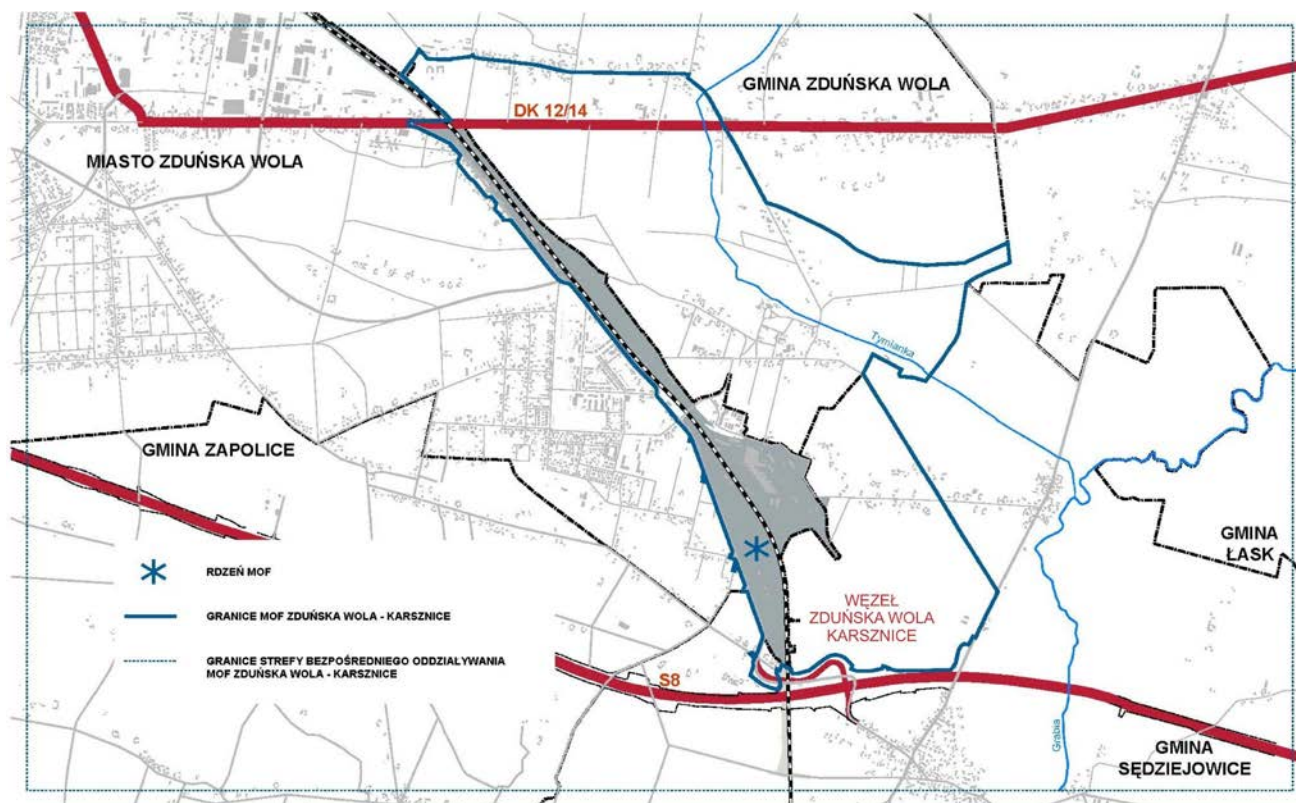 GMINA ZDUŃSKA WOLA
DK 12/14
MIASTO ZDUŃSKA WOLA
Tymianka
GMINA ZAPOLICE
GMINA
ŁASK
RDZEŃ MOF
GRANICE MOF ZDUŃSKA WOLA - KARSZNICE
GRANICE STREFY BEZPOŚREDNIEGO ODDZIAŁYWANIA
MOF ZDUŃSKA WOLA - KARSZNICE
WĘZEŁ
ZDUŃSKA WOLA
KARSZNICE
S8
Grabia
GMINA
SĘDZIEJOWICE